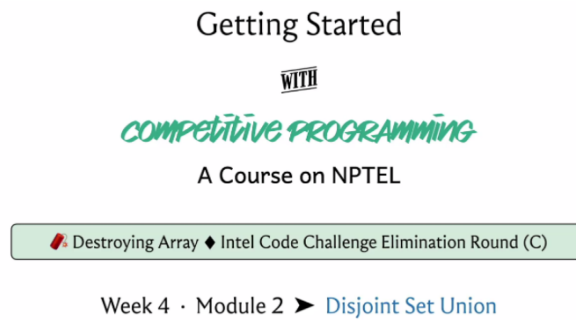 Getting Started
WITH
COMPETITIVE PROGRAMMING
A Course on NPTEL
🧨 Destroying Array ♦ Intel Code Challenge Elimination Round (C)
Week 4 · Module 2 ➤ Disjoint Set Union